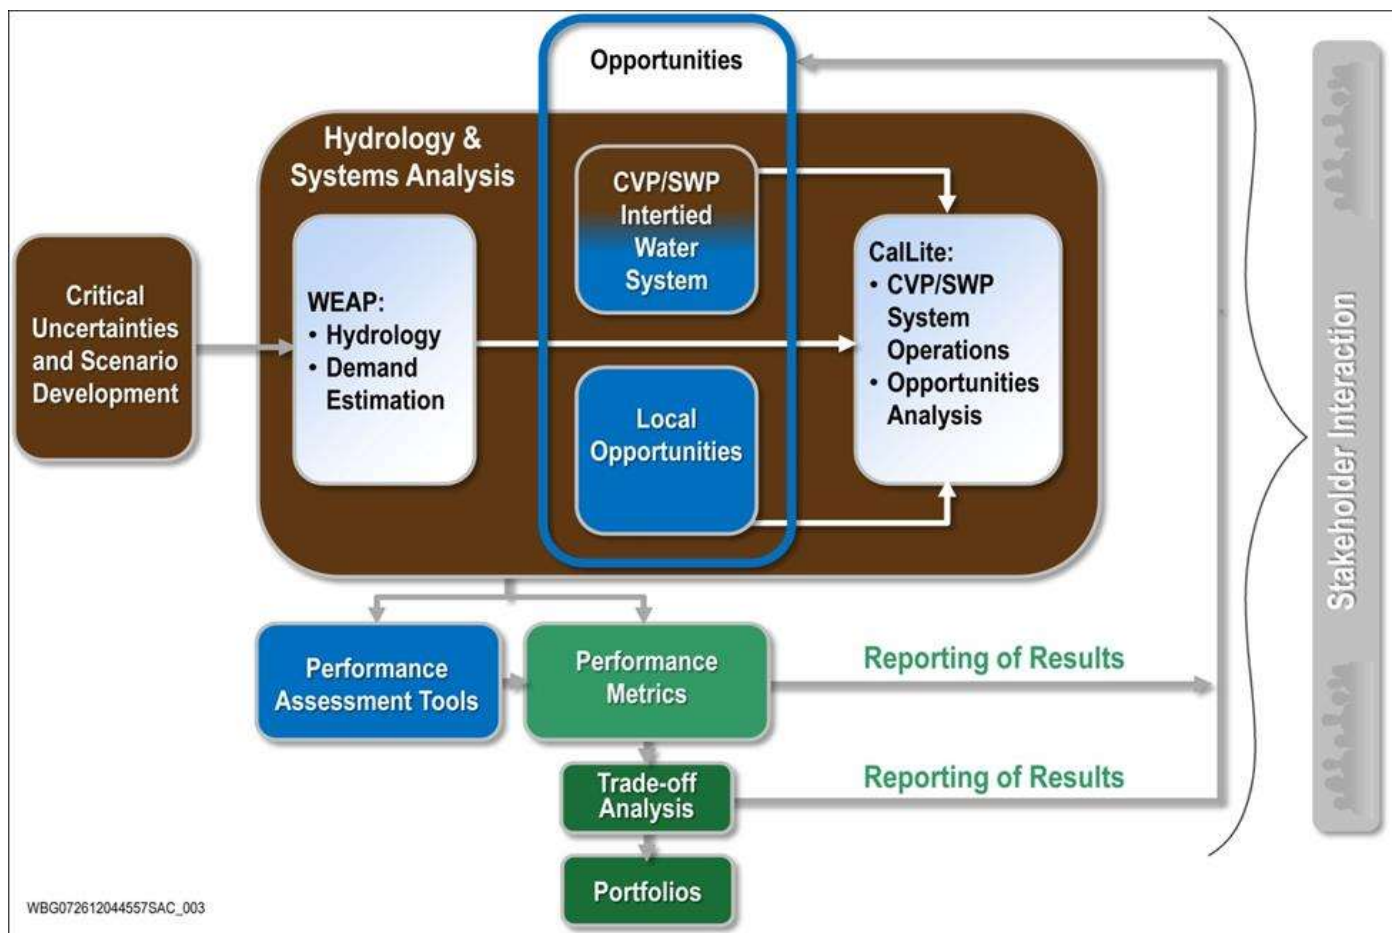 Opportunities
Hydrology &
Systems Analysis
CVP/SWP
Intertied
Water
System
Critical
Uncertainties
and Scenario
Development
WEAP:
• Hydrology
• Demand
Estimation
CalLite:
• CVP/SWP
System
Operations
• Opportunities
Analysis
Local
Opportunities
Stakeholder Interaction
Performance
Assessment Tools
Performance
Metrics
Reporting of Results
Trade-off
Analysis
Reporting of Results
Portfolios
WBG072612044557SAC_003